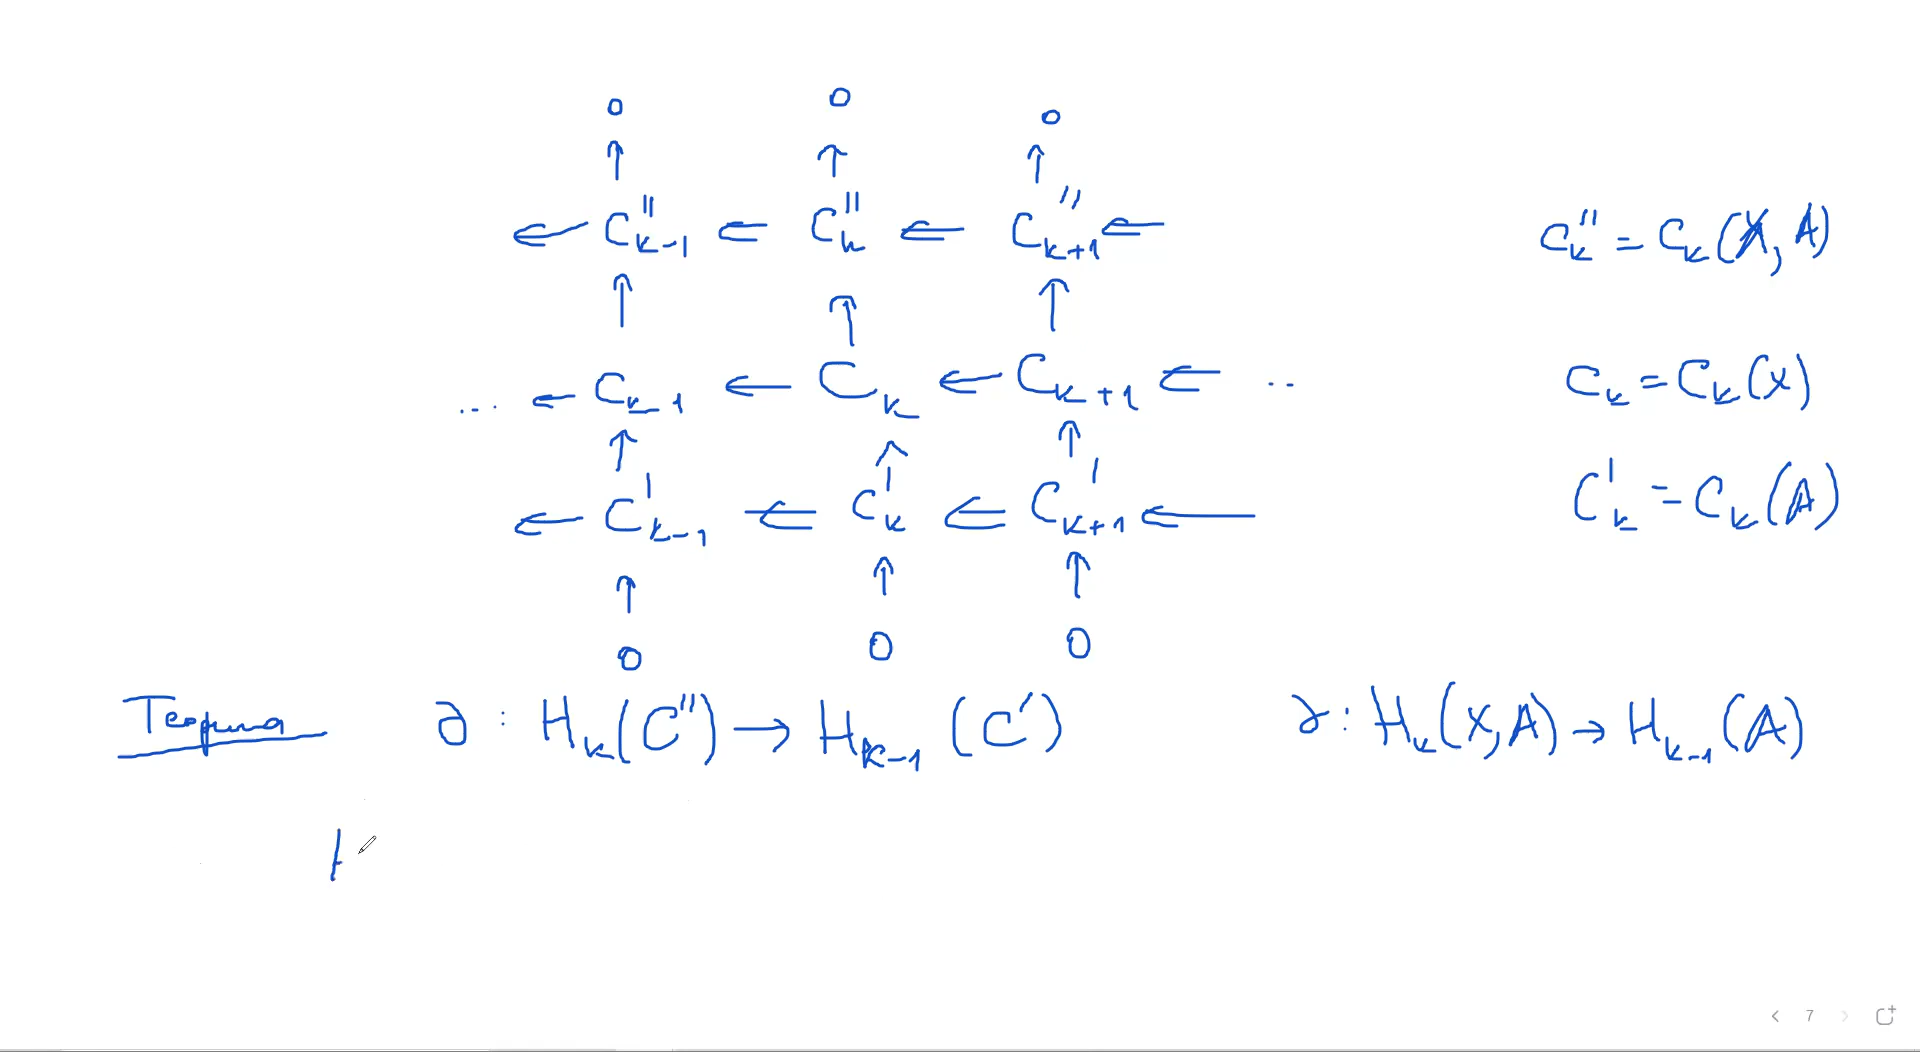 0 0 0
↑ ↑ ↑
← C''_{k-1} ← C''_k ← C''_{k+1} ← C''_k = C_k(X, A)
↑ ↑ ↑
... ← C_{k-1} ← C_k ← C_{k+1} ← .. C_k = C_k(X)
↑ ↑ ↑
← C'_{k-1} ← C'_k ← C'_{k+1} ← C'_k = C_k(A)
↑ ↑ ↑
0 0 0
Теорема ∂ : H_k(C'') → H_{k-1}(C') ∂ : H_k(X,A) → H_{k-1}(A)
7